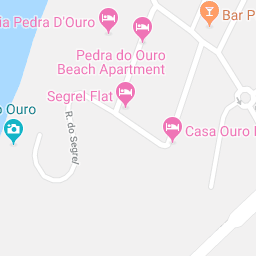 ia Pedra D'Ouro
Bar P
Pedra do Ouro
Beach Apartment
Segrel Flat
o Ouro
R. do Segrel
Casa Ouro